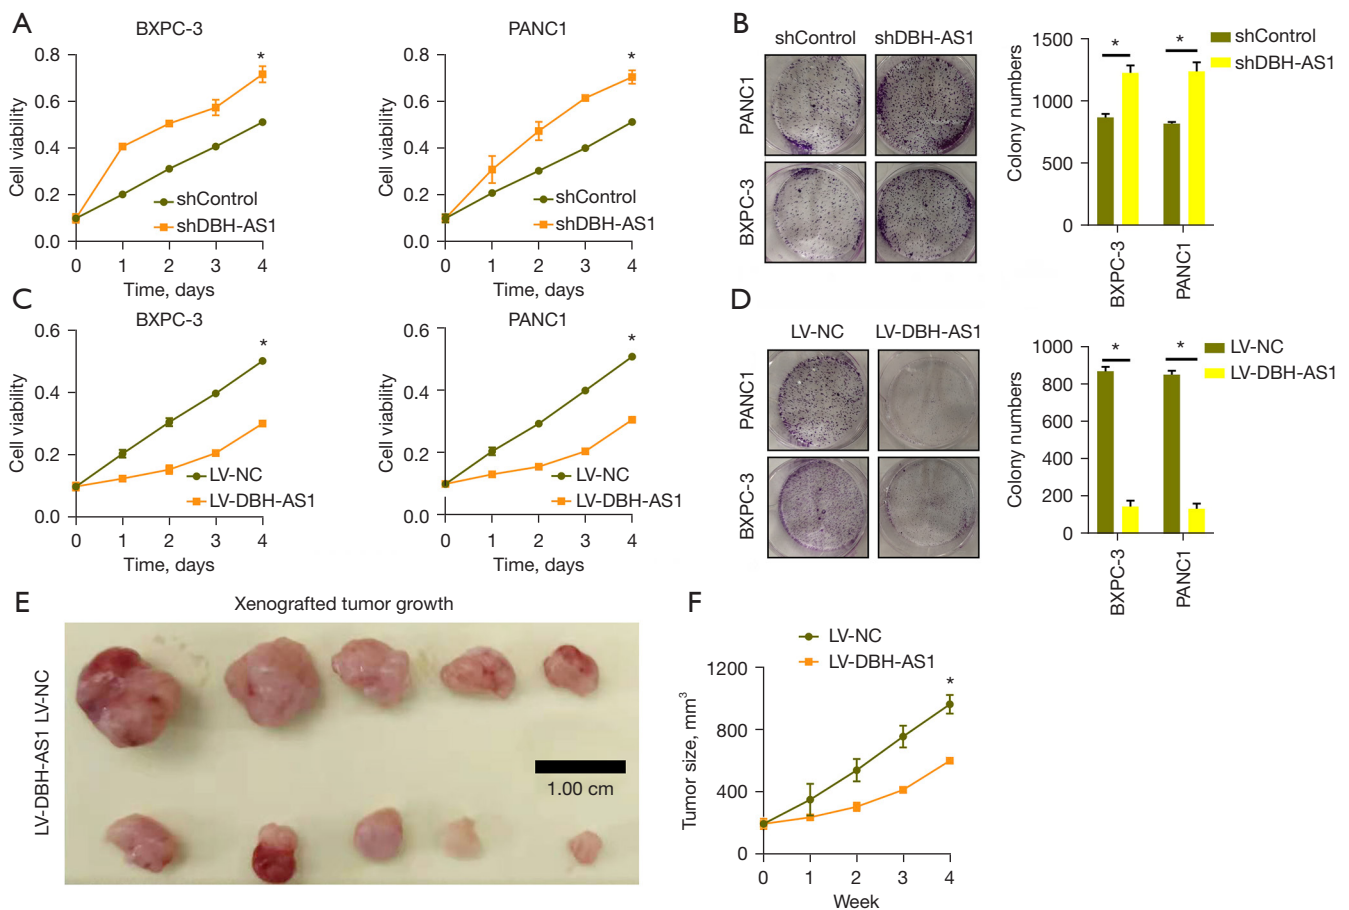 A
BXPC-3
Cell viability
0.8
0.6
0.4
0.2
0.0
*
shControl
shDBH-AS1
0 1 2 3 4
Time, days
PANC1
Cell viability
0.8
0.6
0.4
0.2
0.0
*
shControl
shDBH-AS1
0 1 2 3 4
Time, days
B
shControl shDBH-AS1
PANC1
BXPC-3
Colony numbers
1500
1000
500
0
* *
shControl
shDBH-AS1
BXPC-3
PANC1
C
BXPC-3
Cell viability
0.6
0.4
0.2
0.0
*
LV-NC
LV-DBH-AS1
0 1 2 3 4
Time, days
PANC1
Cell viability
0.6
0.4
0.2
0.0
*
LV-NC
LV-DBH-AS1
0 1 2 3 4
Time, days
D
LV-NC LV-DBH-AS1
PANC1
BXPC-3
Colony numbers
1000
800
600
400
200
0
* *
LV-NC
LV-DBH-AS1
BXPC-3
PANC1
E
Xenografted tumor growth
LV-DBH-AS1 LV-NC
1.00 cm
F
LV-NC
LV-DBH-AS1
Tumor size, mm³
1200
800
400
0
*
0 1 2 3 4
Week